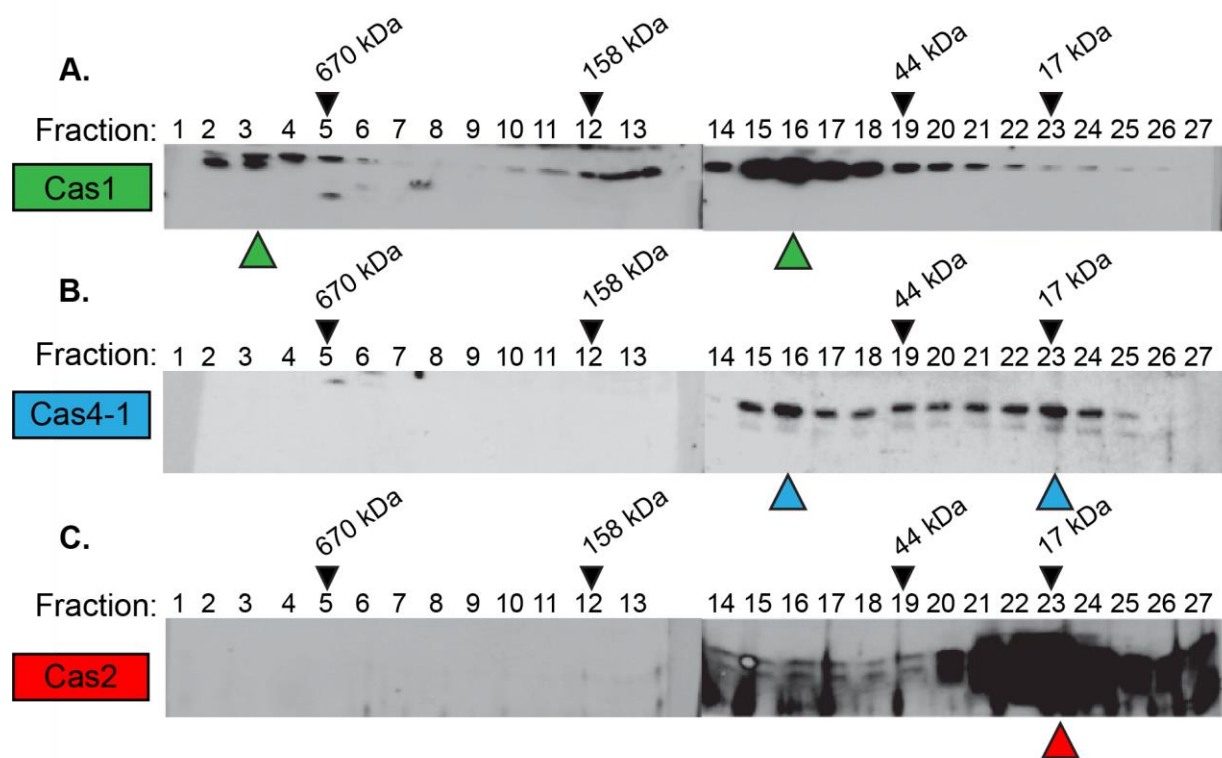 A.
670 kDa
158 kDa
44 kDa
17 kDa
Fraction: 1 2 3 4 5 6 7 8 9 10 11 12 13 14 15 16 17 18 19 20 21 22 23 24 25 26 27
Cas1
B.
670 kDa
158 kDa
44 kDa
17 kDa
Fraction: 1 2 3 4 5 6 7 8 9 10 11 12 13 14 15 16 17 18 19 20 21 22 23 24 25 26 27
Cas4-1
C.
670 kDa
158 kDa
44 kDa
17 kDa
Fraction: 1 2 3 4 5 6 7 8 9 10 11 12 13 14 15 16 17 18 19 20 21 22 23 24 25 26 27
Cas2